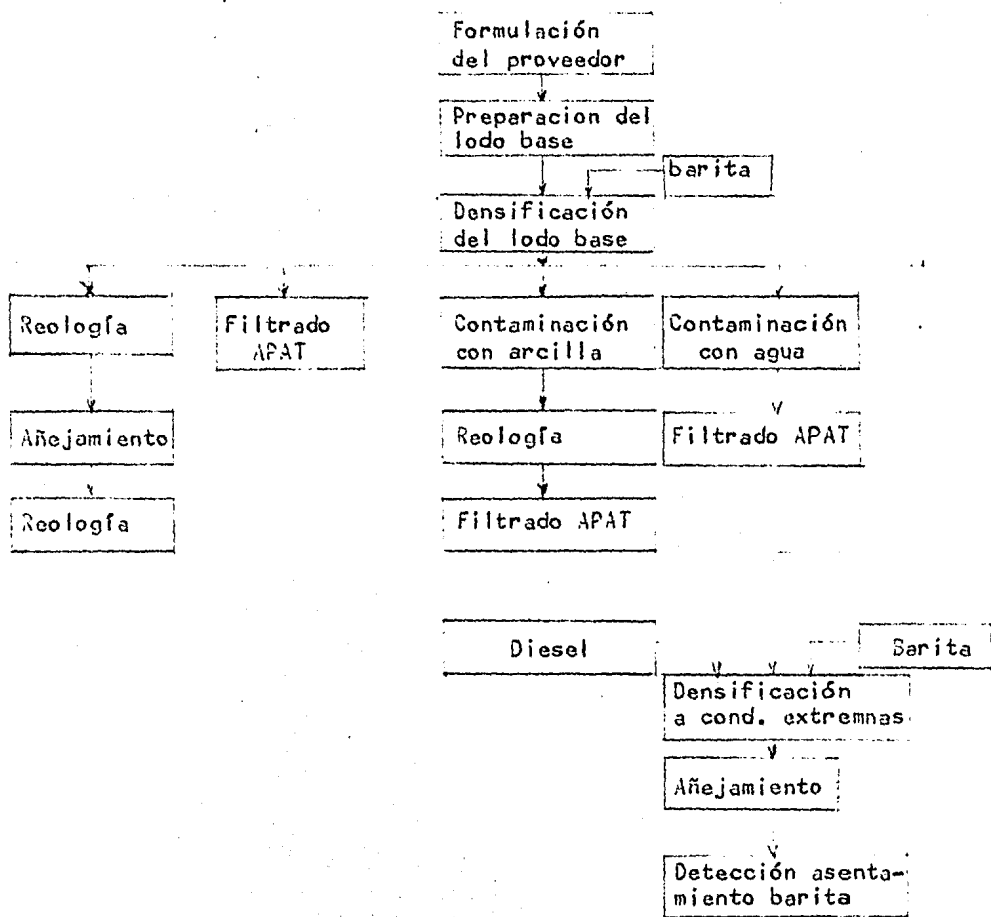 Formulación
del proveedor
Preparacion del
lodo base
barita
Densificación
del lodo base
Reología
Filtrado
APAT
Contaminación
con arcilla
Contaminación
con agua
Añejamiento
Reología
Filtrado APAT
Reología
Filtrado APAT
Diesel
Barita
Densificación
a cond. extremnas
Añejamiento
Detección asenta-
miento barita